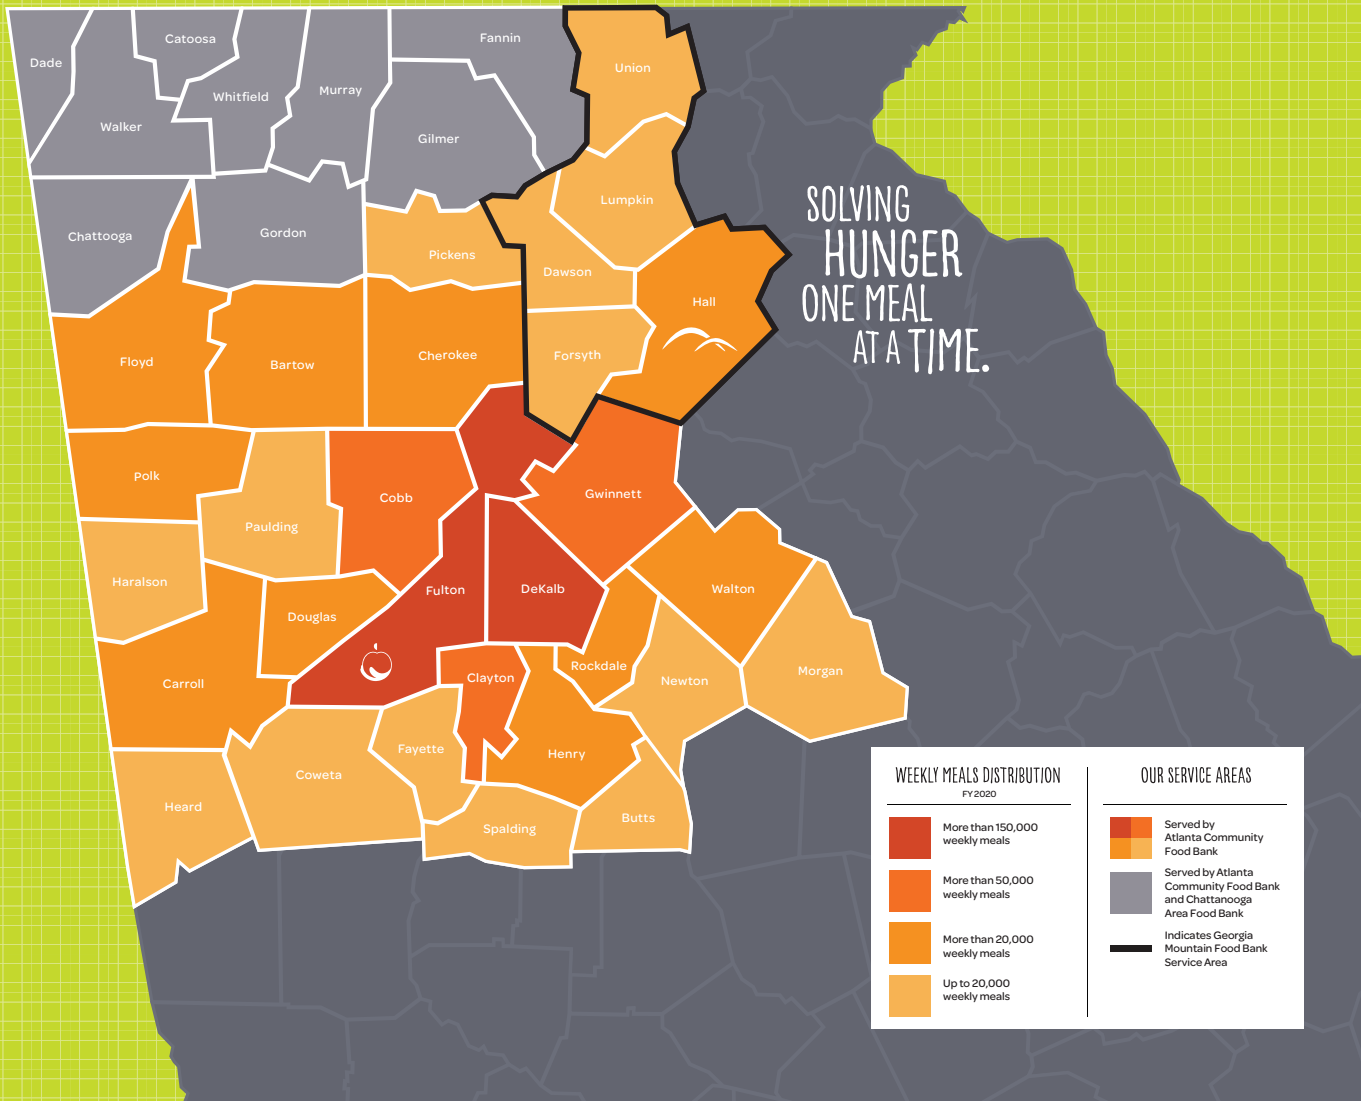 Dade
Catoosa
Fannin
Union
Walker
Whitfield
Murray
Gilmer
Lumpkin
Chattooga
Gordon
Pickens
Dawson
Hall
SOLVING
HUNGER
ONE MEAL
AT A TIME.
Floyd
Bartow
Cherokee
Forsyth
Polk
Paulding
Cobb
Gwinnett
Haralson
Douglas
Fulton
DeKalb
Walton
Carroll
Clayton
Rockdale
Newton
Morgan
Heard
Coweta
Fayette
Henry
Spalding
Butts
WEEKLY MEALS DISTRIBUTION
FY 2020
More than 150,000
weekly meals
More than 50,000
weekly meals
More than 20,000
weekly meals
Up to 20,000
weekly meals
OUR SERVICE AREAS
Served by
Atlanta Community
Food Bank
Served by Atlanta
Community Food Bank
and Chattanooga
Area Food Bank
Indicates Georgia
Mountain Food Bank
Service Area